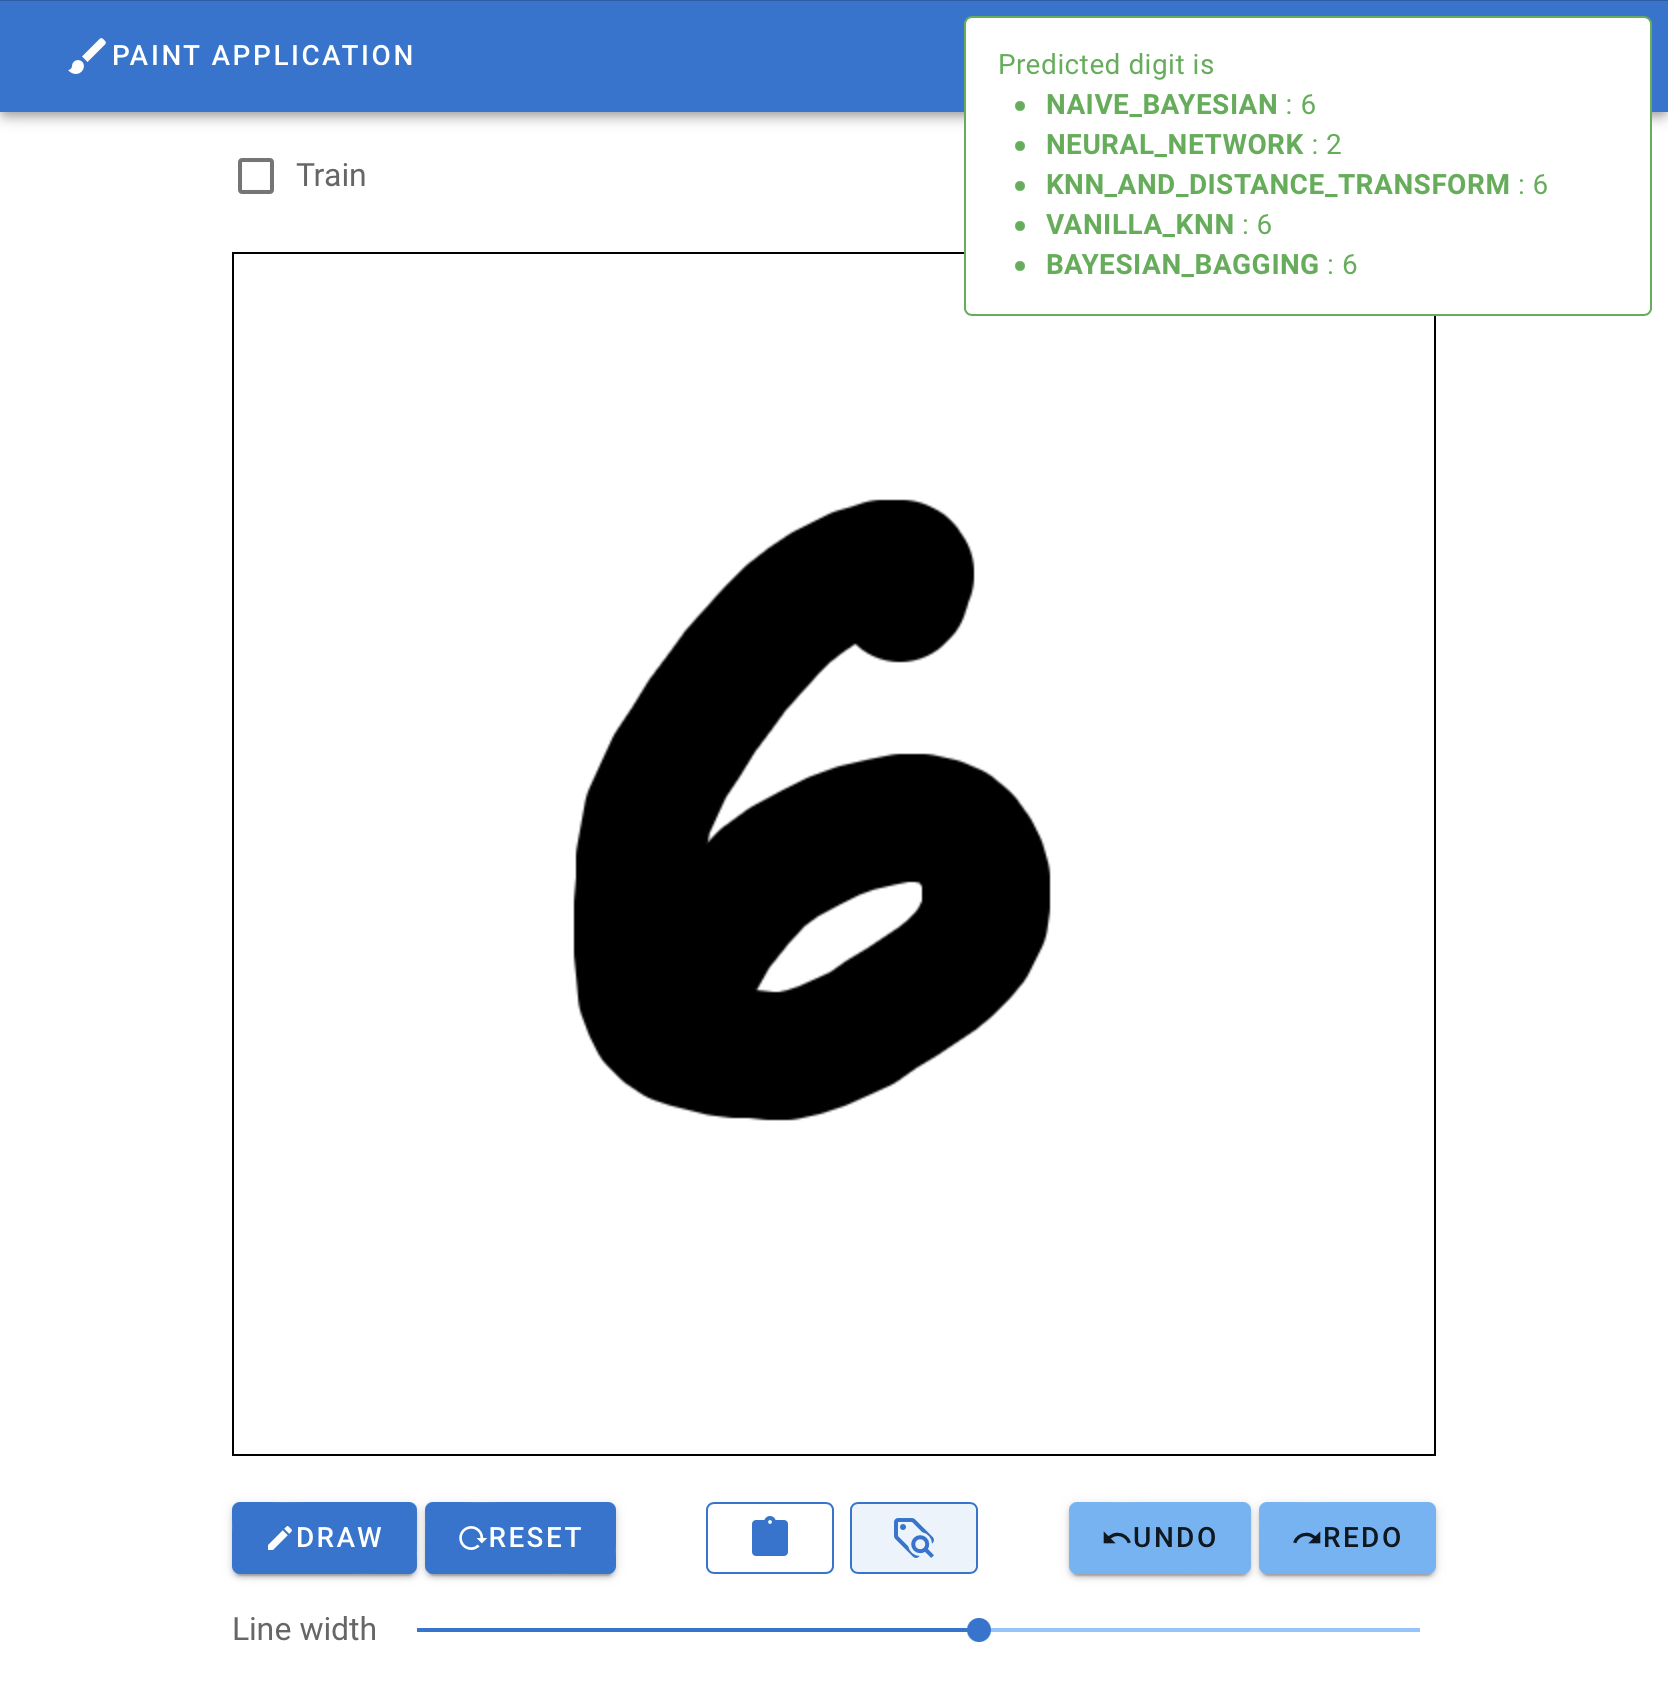 PAINT APPLICATION
Predicted digit is
NAIVE_BAYESIAN : 6
NEURAL_NETWORK : 2
KNN_AND_DISTANCE_TRANSFORM : 6
VANILLA_KNN : 6
BAYESIAN_BAGGING : 6
Train
6
DRAW RESET UNDO REDO
Line width